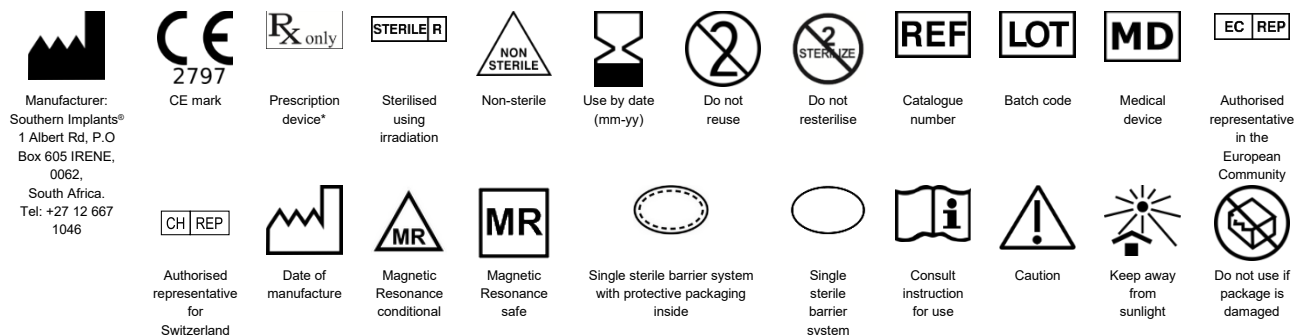 CE
2797
Rx only
STERILE R
NON
STERILE
2
2
STERILIZE
REF
LOT
MD
EC REP
Manufacturer:
Southern Implants®
1 Albert Rd, P.O
Box 605 IRENE,
0062,
South Africa.
Tel: +27 12 667
1046
CE mark
Prescription
device*
Sterilised
using
irradiation
Non-sterile
Use by date
(mm-yy)
Do not
reuse
Do not
resterilise
Catalogue
number
Batch code
Medical
device
Authorised
representative
in the
European
Community
CH REP
MR
MR
i
!
Authorised
representative
for
Switzerland
Date of
manufacture
Magnetic
Resonance
conditional
Magnetic
Resonance
safe
Single sterile barrier system
with protective packaging
inside
Single
sterile
barrier
system
Consult
instruction
for use
Caution
Keep away
from
sunlight
Do not use if
package is
damaged